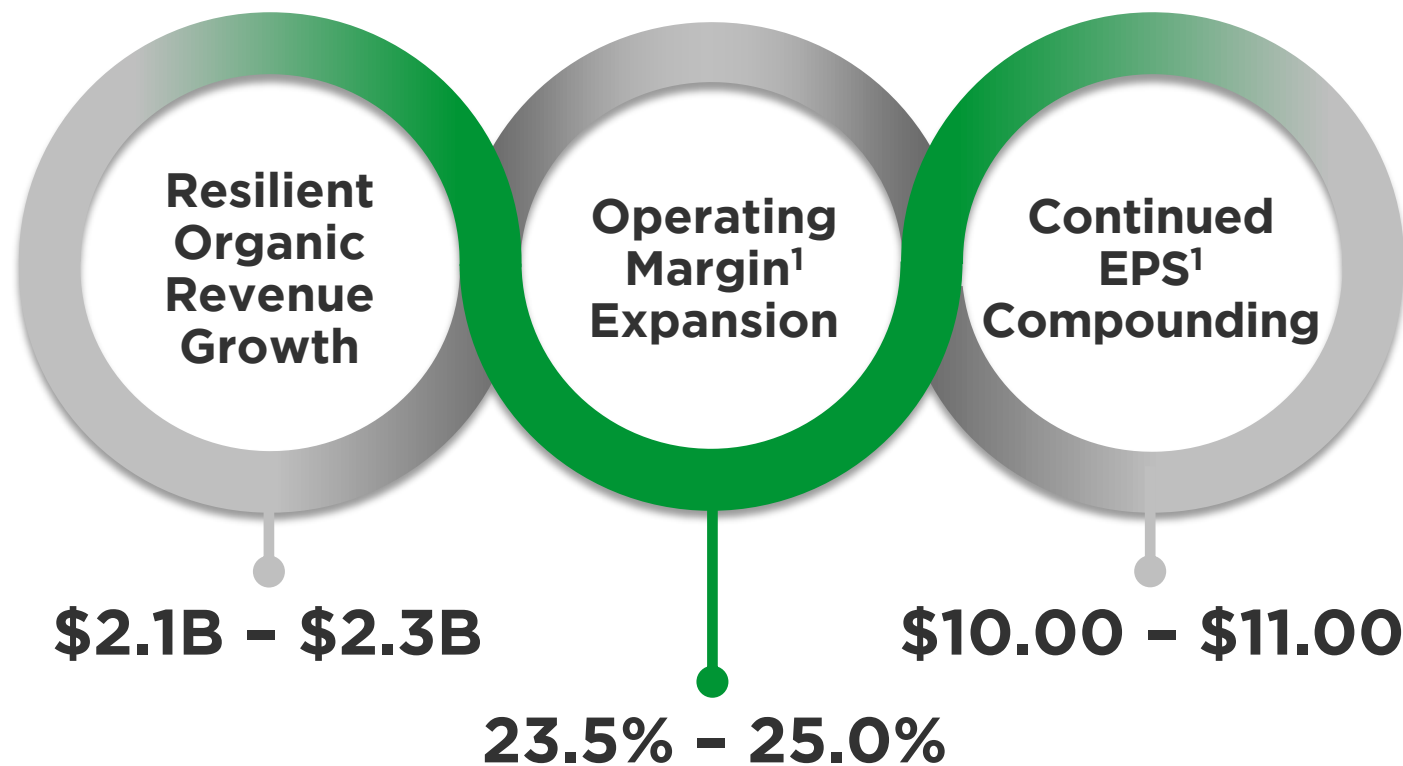 Resilient
Organic
Revenue
Growth
Operating
Margin¹
Expansion
Continued
EPS¹
Compounding
$2.1B – $2.3B
23.5% – 25.0%
$10.00 – $11.00